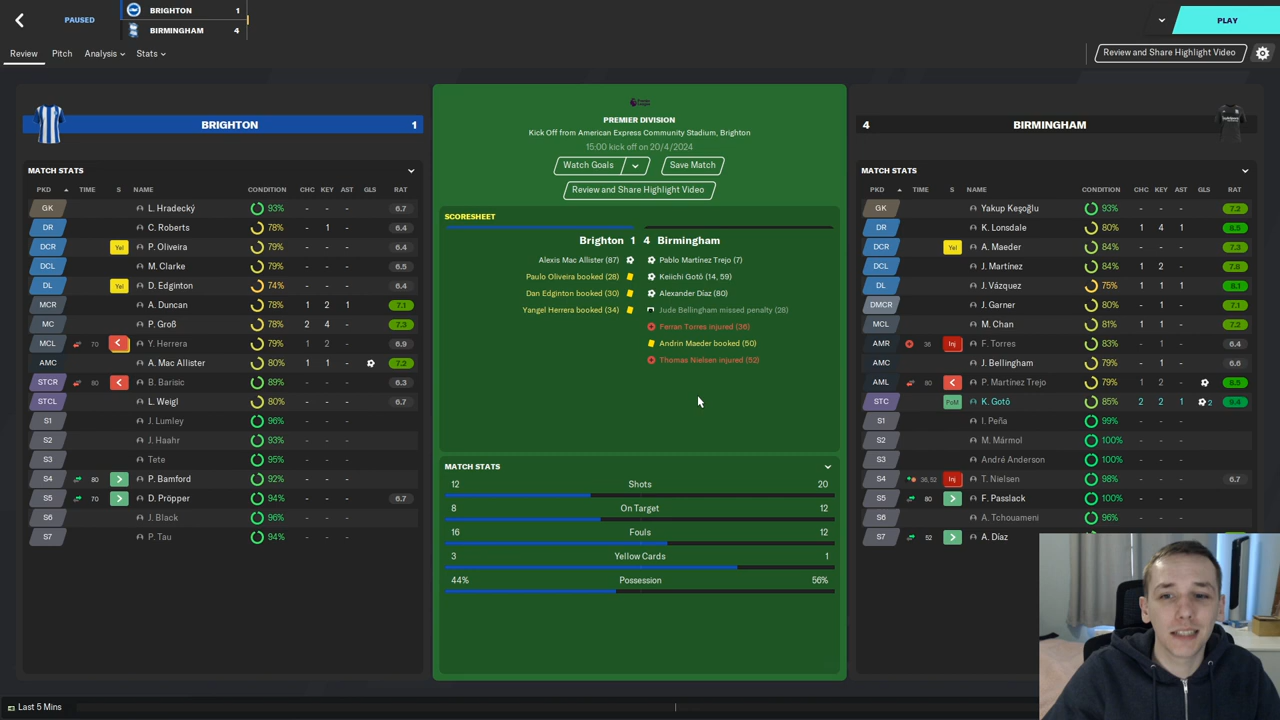 PAUSED
BRIGHTON 1
BIRMINGHAM 4
PLAY
Review Pitch Analysis Stats
Review and Share Highlight Video
BRIGHTON 1
MATCH STATS
PKD TIME S NAME CONDITION CHC KEY AST GLS RAT
GK L. Hradecký 93% - - - 6.7
DR C. Roberts 78% - 1 - 6.4
DCR Yel P. Oliveira 79% - - - 6.4
DCL M. Clarke 79% - - - 6.5
DL Yel D. Edginton 74% - - - 6.4
MCR A. Duncan 78% 1 2 1 7.1
MC P. Groß 78% 2 4 - 7.3
MCL 70 Y. Herrera 79% 1 2 - 6.9
AMC A. Mac Allister 80% 1 1 - 7.2
STCR 80 B. Barisic 89% - - - 6.3
STCL L. Weigl 80% - - - 6.7
S1 J. Lumley 96% - - -
S2 J. Haahr 93% - - -
S3 Tete 95% - - -
S4 80 P. Bamford 92% - - -
S5 70 D. Pröpper 94% - - - 6.7
S6 J. Black 96% - - -
S7 P. Tau 94% - - -
Premier League
PREMIER DIVISION
Kick Off from American Express Community Stadium, Brighton
15:00 kick off on 20/4/2024
Watch Goals
Save Match
Review and Share Highlight Video
SCORESHEET
Brighton 1 4 Birmingham
Alexis Mac Allister (87) Pablo Martínez Trejo (7)
Paulo Oliveira booked (28) Keiichi Gotō (14, 59)
Dan Edginton booked (30) Alexander Díaz (80)
Yangel Herrera booked (34) Jude Bellingham missed penalty (28)
Ferran Torres injured (36)
Andrin Maeder booked (50)
Thomas Nielsen injured (52)
MATCH STATS
12 Shots 20
8 On Target 12
16 Fouls 12
3 Yellow Cards 1
44% Possession 56%
4 BIRMINGHAM
MATCH STATS
PKD TIME S NAME CONDITION CHC KEY AST GLS RAT
GK Yakup Keşoğlu 93% - - - 7.2
DR K. Lonsdale 80% 1 4 1 8.5
DCR Yel A. Maeder 84% - - - 7.3
DCL J. Martínez 84% 1 2 - 7.8
DL J. Vázquez 75% 1 1 1 8.1
DMCR J. Garner 80% - - - 7.1
MCL M. Chan 81% 1 1 - 7.2
AMR 36 Inj F. Torres 83% - 1 - 6.4
AMC J. Bellingham 79% - 1 - 6.6
AML 80 P. Martínez Trejo 79% 1 2 - 8.5
STC PoM K. Gotō 85% 2 2 1 2 9.4
S1 I. Peña 99% - - -
S2 M. Mármol 100% - - -
S3 André Anderson 100% - - -
S4 36,52 Inj T. Nielsen 98% - - - 6.7
S5 80 F. Passlack 100% - - -
S6 A. Tchouameni 96% - - -
S7 52 A. Díaz
Last 5 Mins